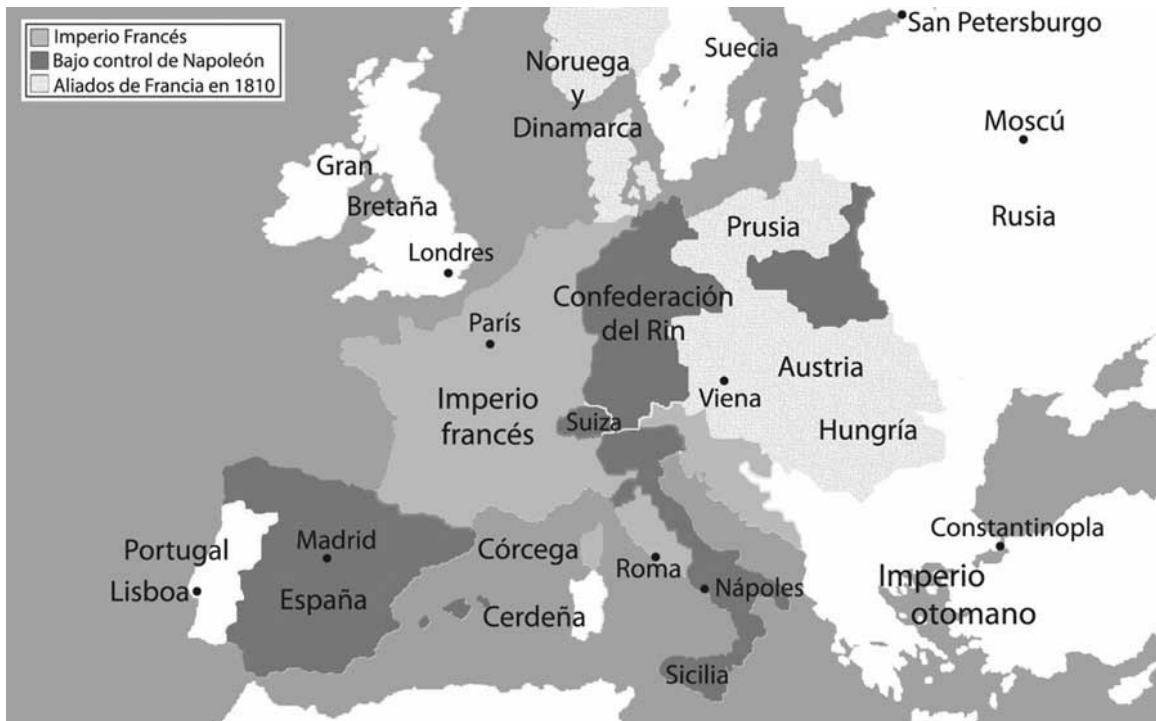 Imperio Francés
Bajo control de Napoleón
Aliados de Francia en 1810
San Petersburgo
Suecia
Noruega
y
Dinamarca
Moscú
Gran
Bretaña
Rusia
Prusia
Londres
Confederación
del Rin
París
Austria
Viena
Imperio
francés
Suiza
Hungría
Constantinopla
Madrid
Portugal
Córcega
Roma
Imperio
otomano
Lisboa
España
Nápoles
Cerdeña
Sicilia